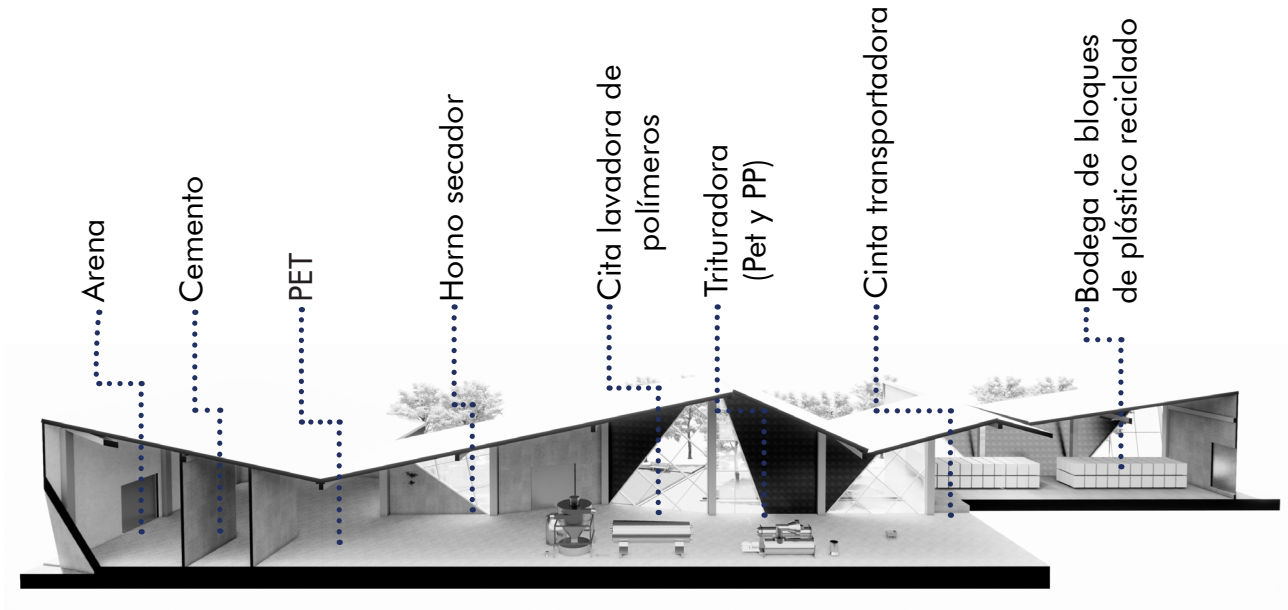 Arena
Cemento
PET
Horno secador
Cita lavadora de
polímeros
Trituradora
(Pet y PP)
Cinta transportadora
Bodega de bloques
de plástico reciclado